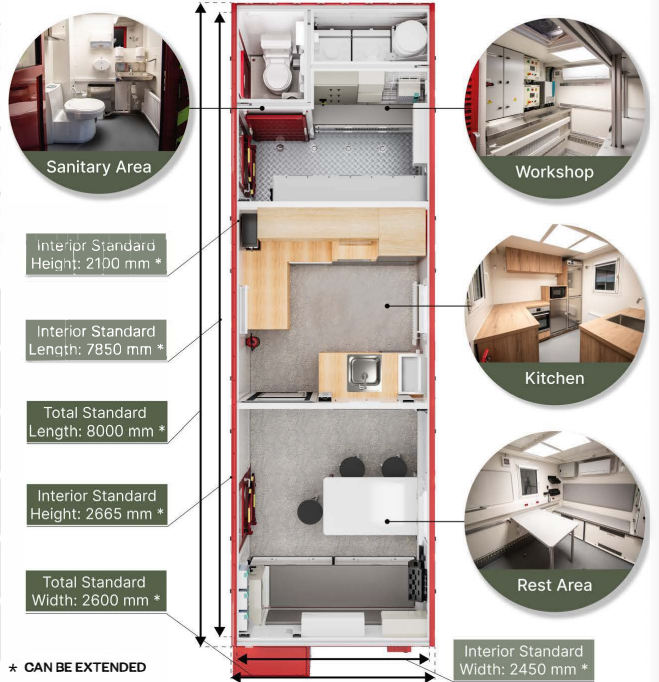 Sanitary Area
Workshop
Interior Standard
Height: 2100 mm *
Interior Standard
Length: 7850 mm *
Kitchen
Total Standard
Length: 8000 mm *
Interior Standard
Height: 2665 mm *
Rest Area
Total Standard
Width: 2600 mm *
Interior Standard
Width: 2450 mm *
* CAN BE EXTENDED